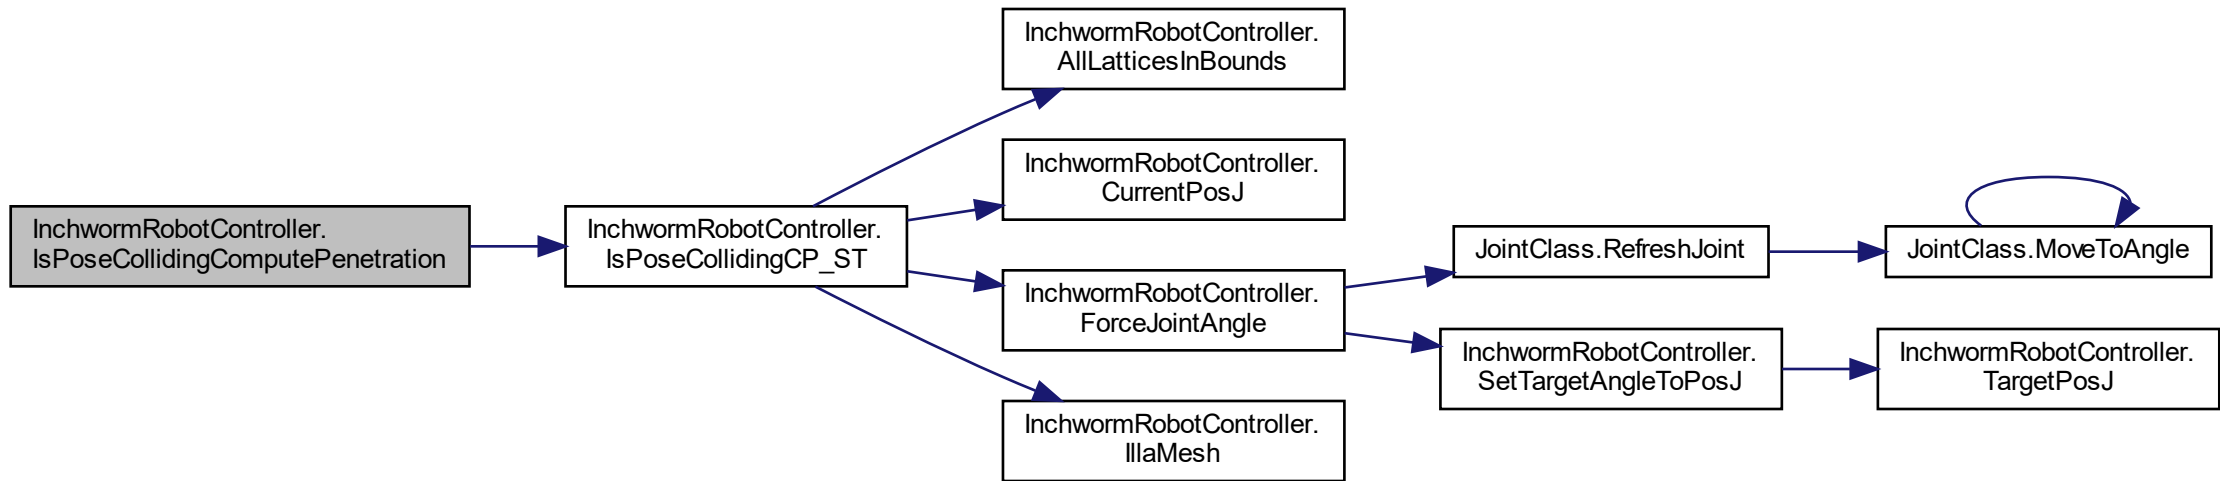 InchwormRobotController.
IsPoseCollidingComputePenetration
InchwormRobotController.
IsPoseCollidingCP_ST
InchwormRobotController.
AllLatticesInBounds
InchwormRobotController.
CurrentPosJ
InchwormRobotController.
ForceJointAngle
InchwormRobotController.
IllaMesh
JointClass.RefreshJoint
InchwormRobotController.
SetTargetAngleToPosJ
JointClass.MoveToAngle
InchwormRobotController.
TargetPosJ